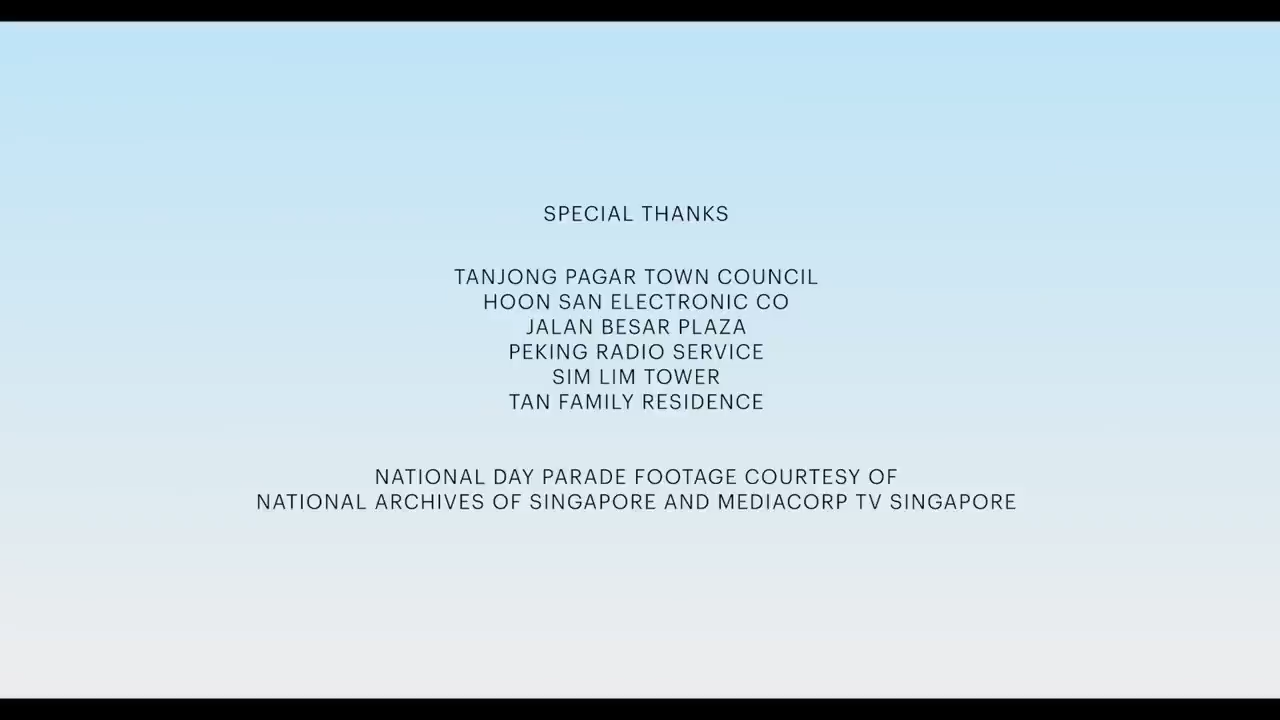 SPECIAL THANKS
TANJONG PAGAR TOWN COUNCIL
HOON SAN ELECTRONIC CO
JALAN BESAR PLAZA
PEKING RADIO SERVICE
SIM LIM TOWER
TAN FAMILY RESIDENCE
NATIONAL DAY PARADE FOOTAGE COURTESY OF
NATIONAL ARCHIVES OF SINGAPORE AND MEDIACORP TV SINGAPORE